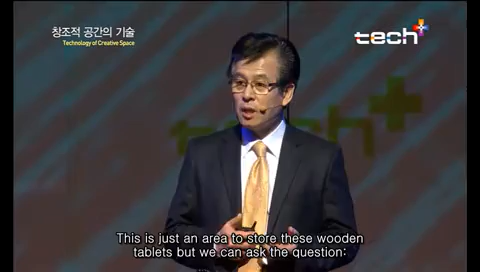 창조적 공간의 기술
Technology of Creative Space
tech+
tech+
This is just an area to store these wooden
tablets but we can ask the question: